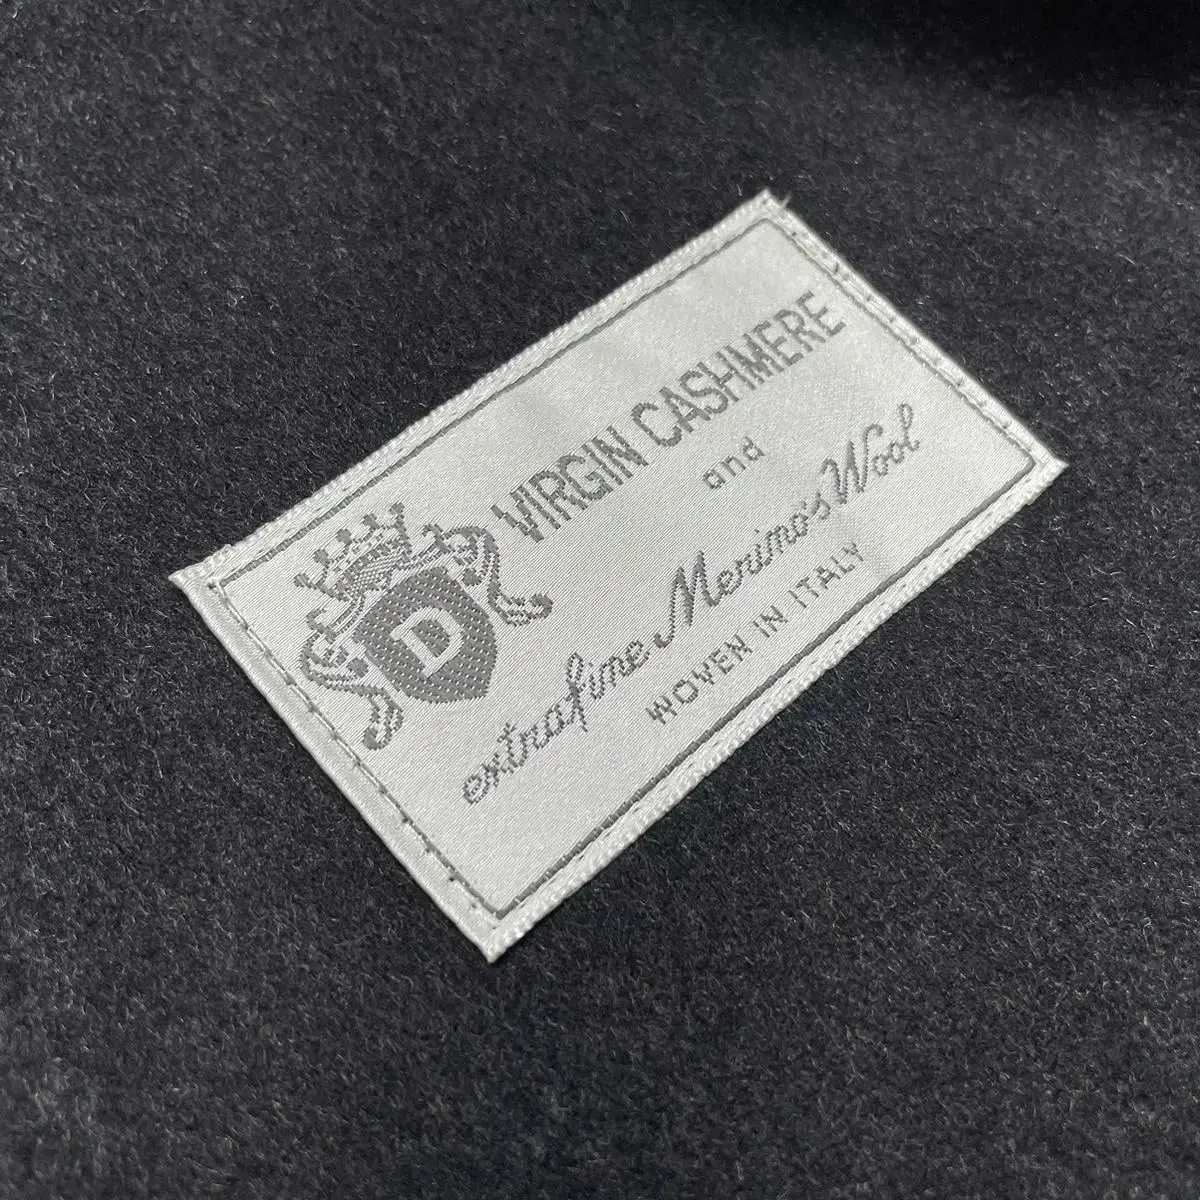 D
VIRGIN CASHMERE
and
extrafine Merino's Wool
WOVEN IN ITALY